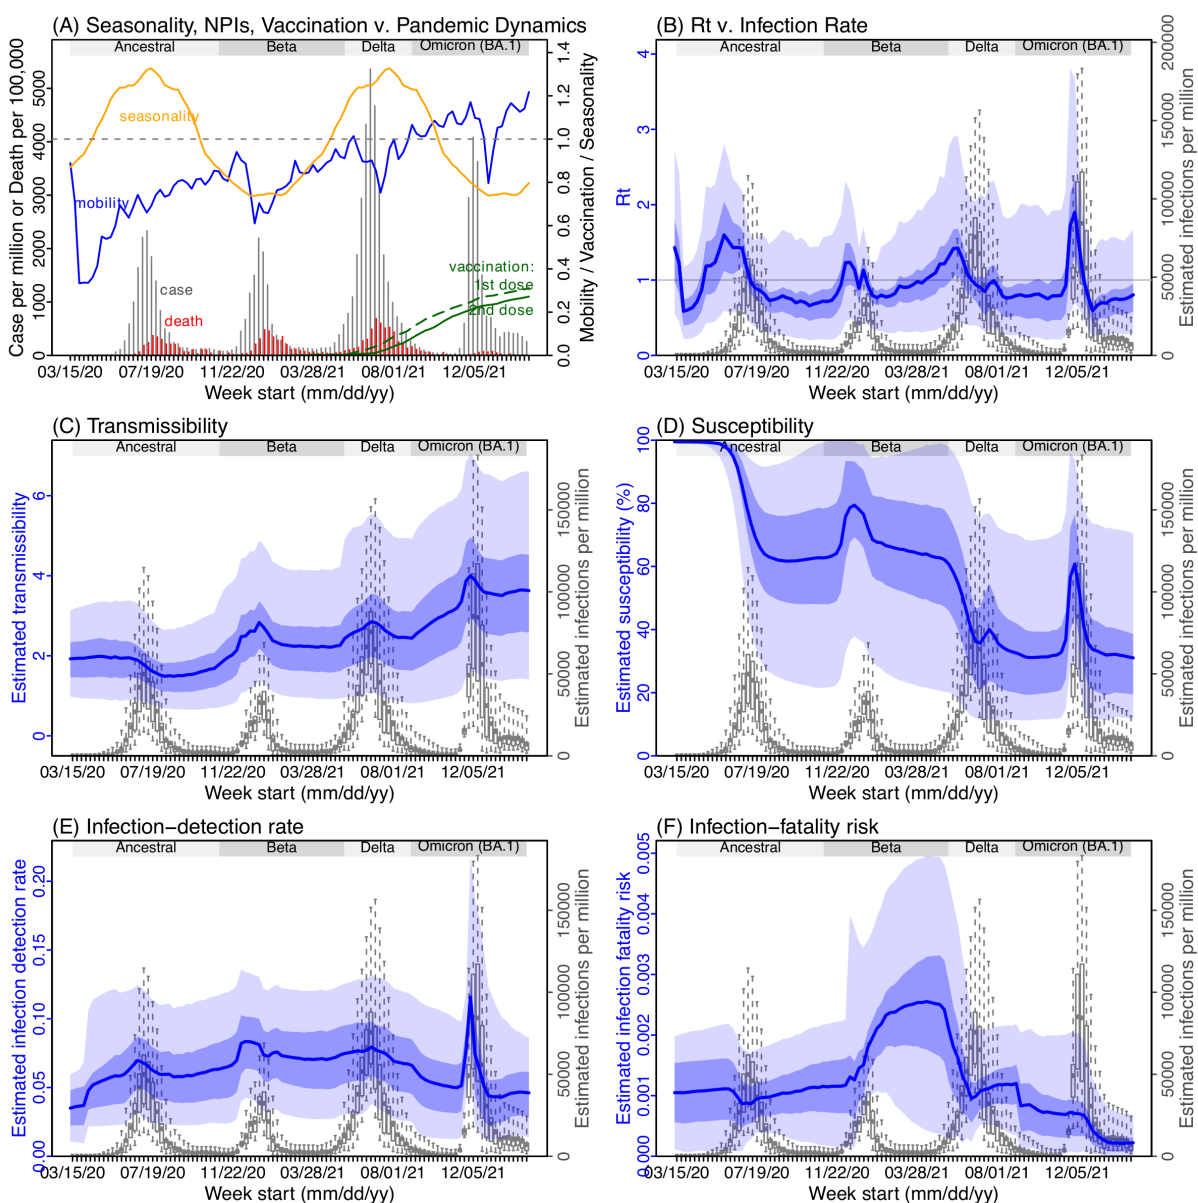 (A) Seasonality, NPIs, Vaccination v. Pandemic Dynamics
Ancestral Beta Delta Omicron (BA.1)
Case per million or Death per 100,000
0 1000 2000 3000 4000 5000
Mobility / Vaccination / Seasonality
0.0 0.2 0.4 0.6 0.8 1.0 1.2 1.4
seasonality
mobility
vaccination:
1st dose
2nd dose
case
death
03/15/20 07/19/20 11/22/20 03/28/21 08/01/21 12/05/21
Week start (mm/dd/yy)
(B) Rt v. Infection Rate
Ancestral Beta Delta Omicron (BA.1)
Rt
0 1 2 3 4
Estimated infections per million
0 50000 100000 150000 200000
03/15/20 07/19/20 11/22/20 03/28/21 08/01/21 12/05/21
Week start (mm/dd/yy)
(C) Transmissibility
Ancestral Beta Delta Omicron (BA.1)
Estimated transmissibility
0 2 4 6
Estimated infections per million
0 50000 100000 150000
03/15/20 07/19/20 11/22/20 03/28/21 08/01/21 12/05/21
Week start (mm/dd/yy)
(D) Susceptibility
Ancestral Beta Delta Omicron (BA.1)
Estimated susceptibility (%)
0 20 40 60 80 100
Estimated infections per million
0 50000 100000 150000
03/15/20 07/19/20 11/22/20 03/28/21 08/01/21 12/05/21
Week start (mm/dd/yy)
(E) Infection−detection rate
Ancestral Beta Delta Omicron (BA.1)
Estimated infection detection rate
0.00 0.05 0.10 0.15 0.20
Estimated infections per million
0 50000 100000 150000
03/15/20 07/19/20 11/22/20 03/28/21 08/01/21 12/05/21
Week start (mm/dd/yy)
(F) Infection−fatality risk
Ancestral Beta Delta Omicron (BA.1)
Estimated infection fatality risk
0.000 0.001 0.002 0.003 0.004 0.005
Estimated infections per million
0 50000 100000 150000
03/15/20 07/19/20 11/22/20 03/28/21 08/01/21 12/05/21
Week start (mm/dd/yy)